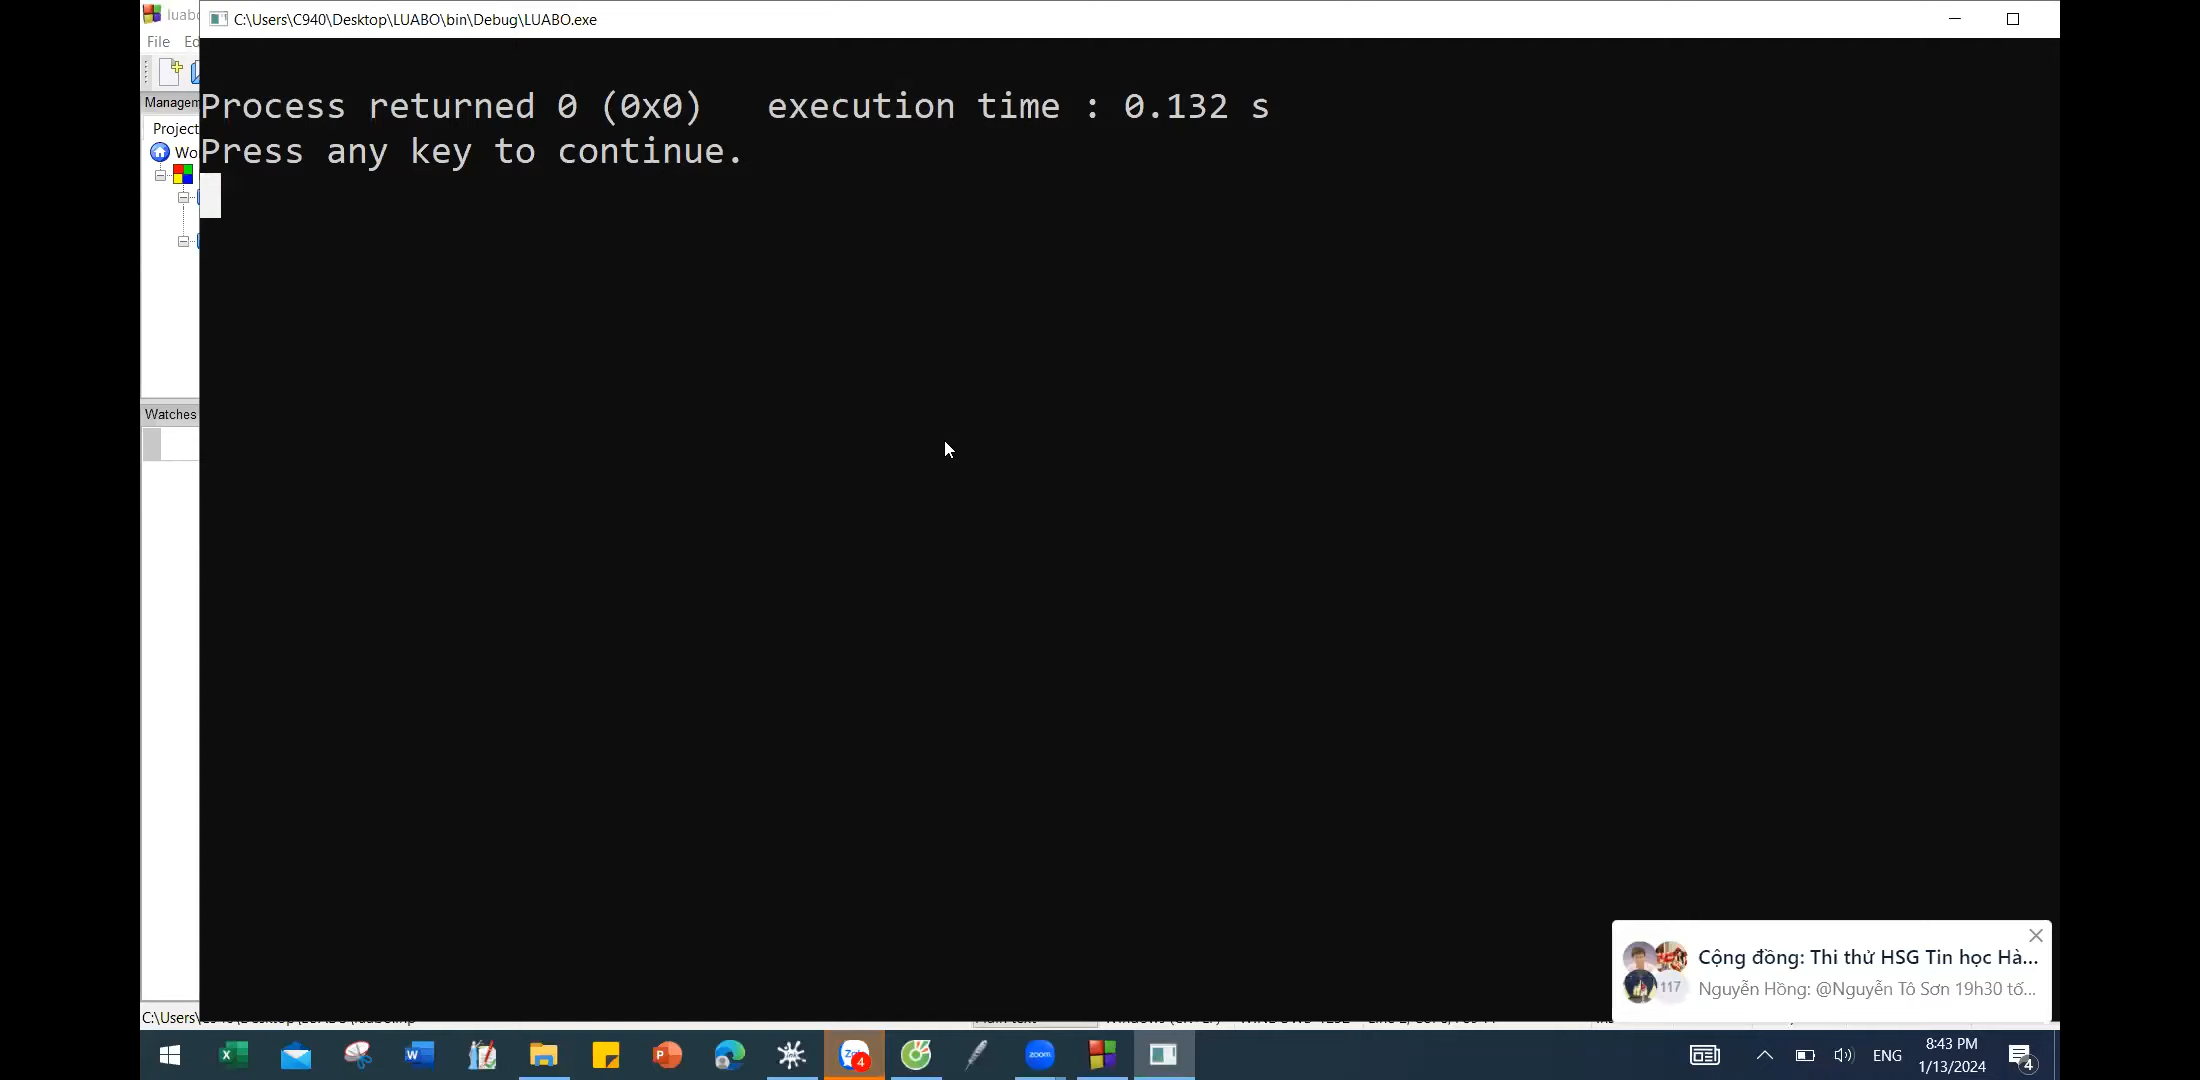 C:\Users\C940\Desktop\LUABO\bin\Debug\LUABO.exe
File
Managem
Project
Wo
Process returned 0 (0x0)   execution time : 0.132 s
Press any key to continue.
Watches
Cộng đồng: Thi thử HSG Tin học Hà...
117
Nguyễn Hồng: @Nguyễn Tô Sơn 19h30 tố...
C:\Users\
zoom
4
ENG
8:43 PM
1/13/2024
4